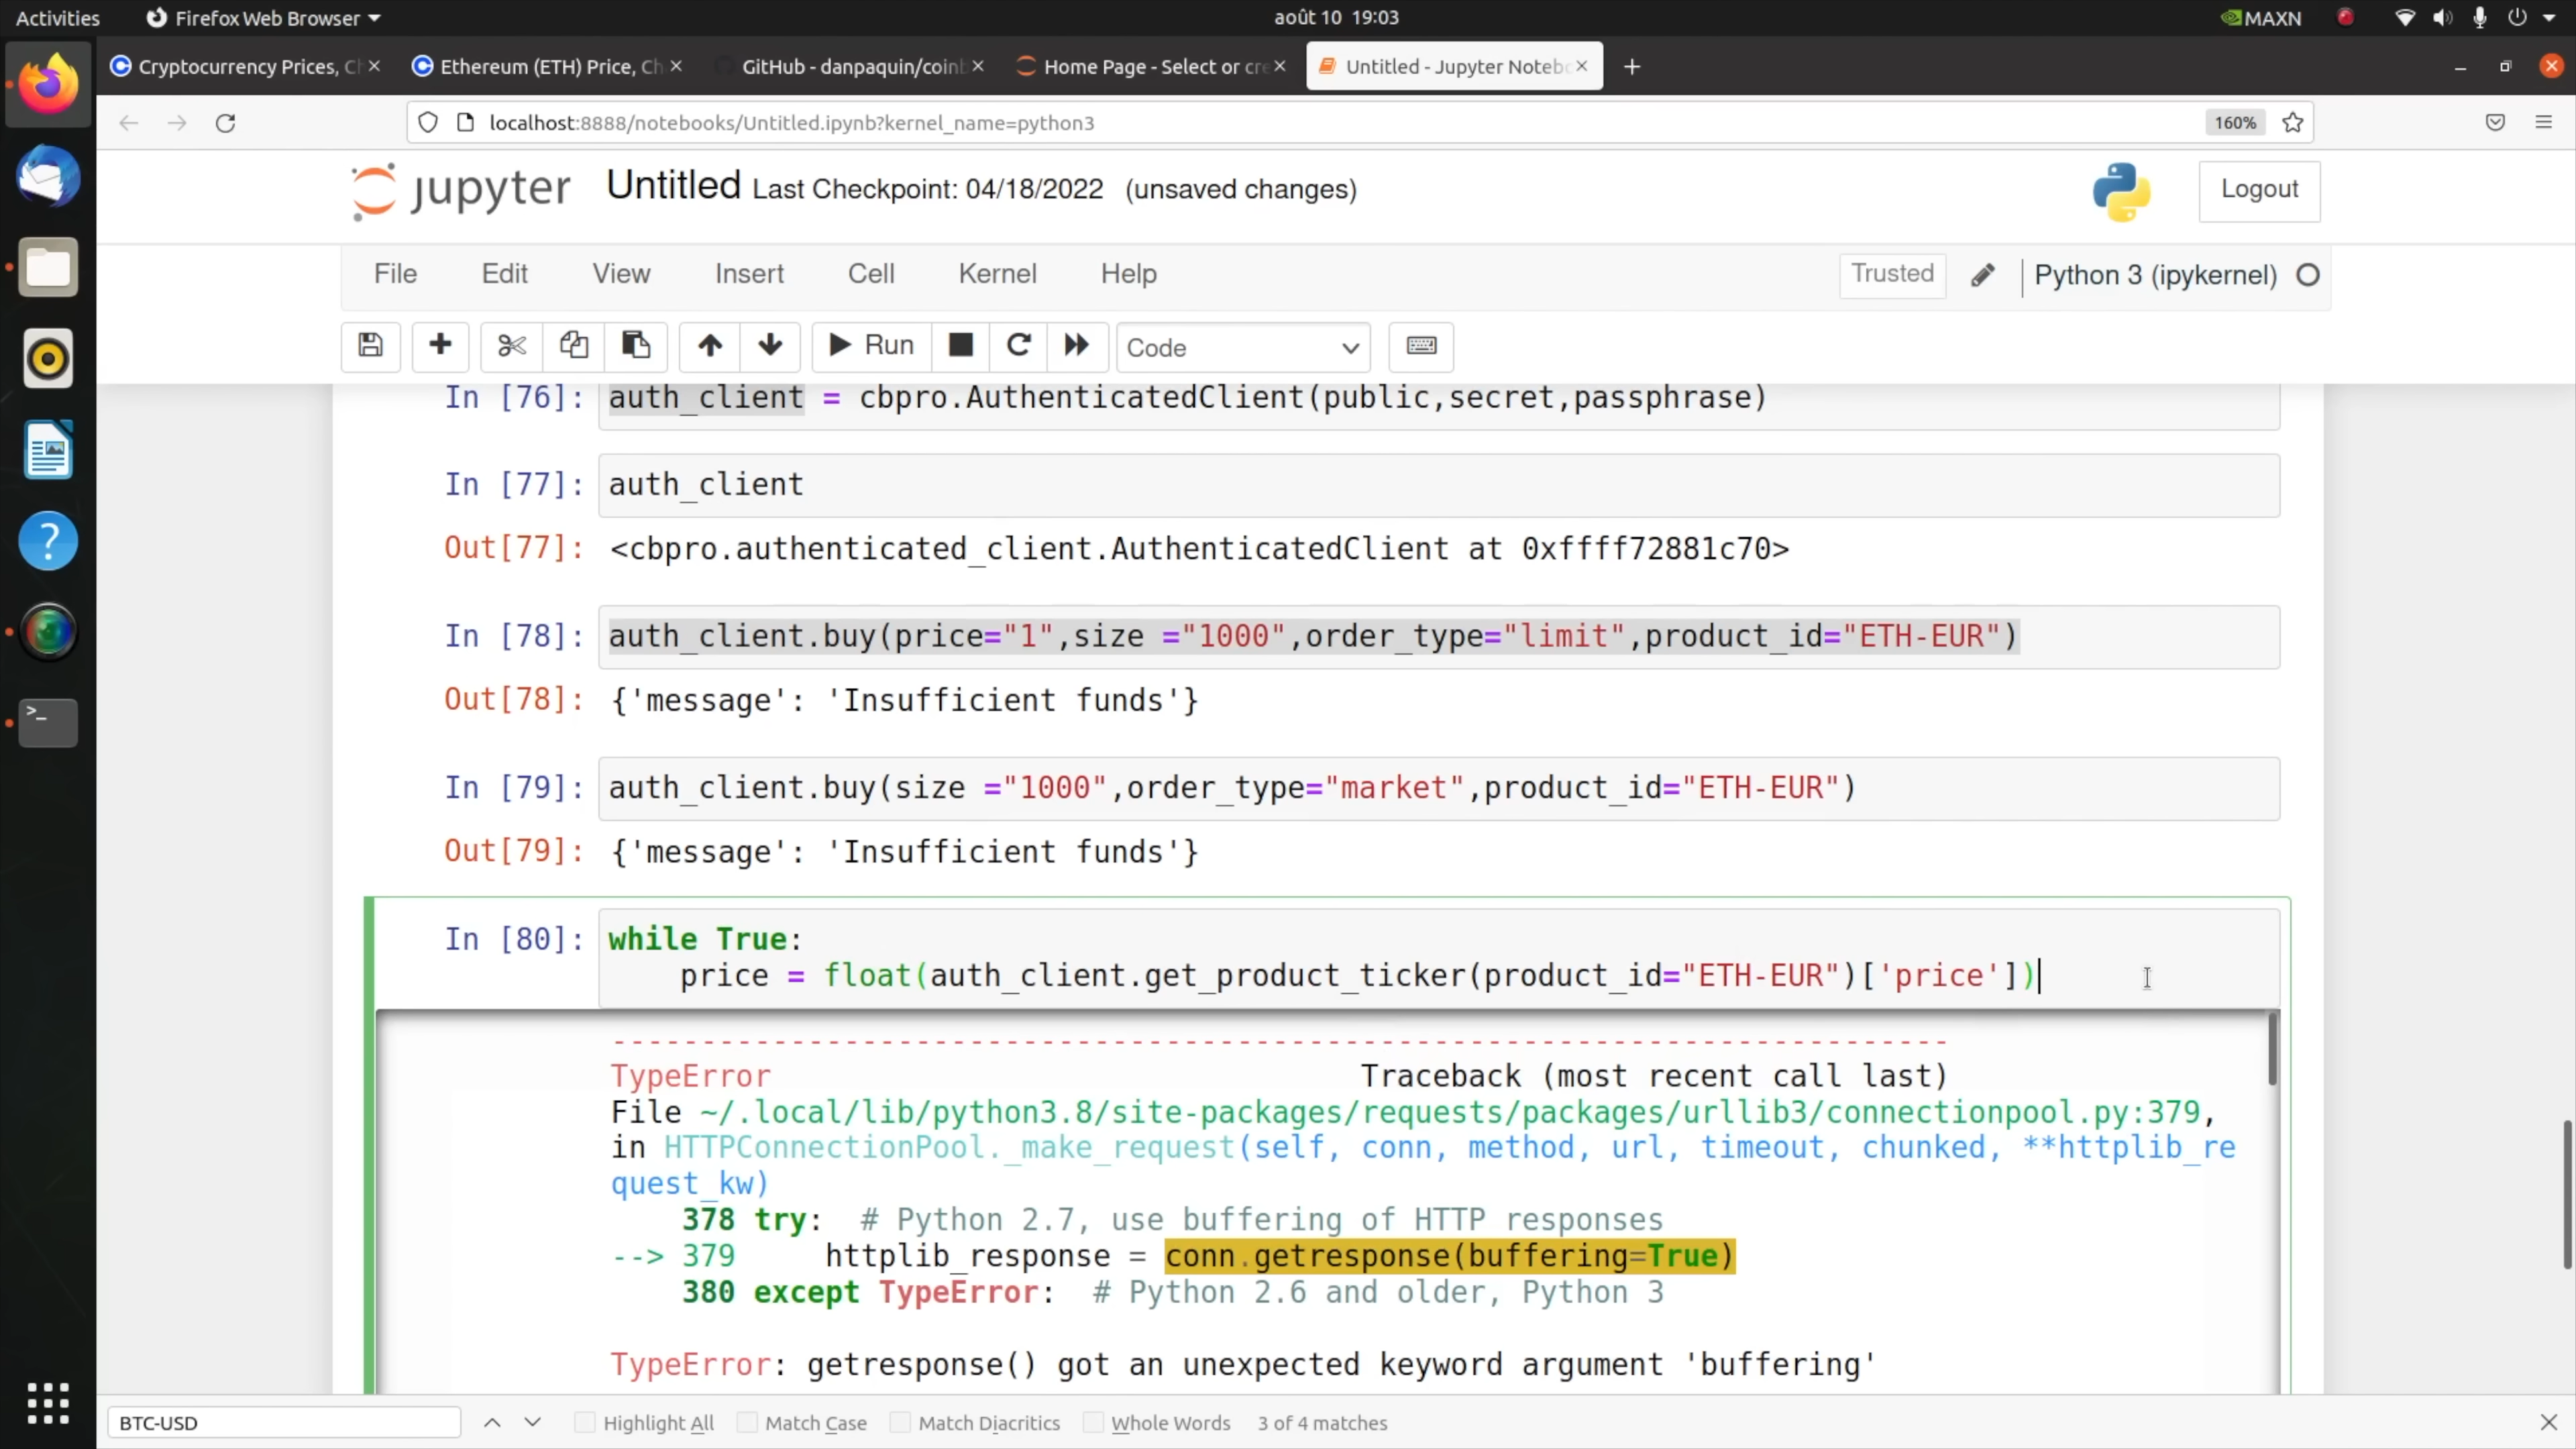 Activities Firefox Web Browser août 10 19:03 MAXN
Cryptocurrency Prices, Ch Ethereum (ETH) Price, Ch GitHub - danpaquin/coinb Home Page - Select or cre Untitled - Jupyter Notebo
localhost:8888/notebooks/Untitled.ipynb?kernel_name=python3 160%
jupyter Untitled Last Checkpoint: 04/18/2022 (unsaved changes) Logout
File Edit View Insert Cell Kernel Help Trusted Python 3 (ipykernel)
Run Code
In [76]: auth_client = cbpro.AuthenticatedClient(public,secret,passphrase)
In [77]: auth_client
Out[77]: <cbpro.authenticated_client.AuthenticatedClient at 0xffff72881c70>
In [78]: auth_client.buy(price="1",size ="1000",order_type="limit",product_id="ETH-EUR")
Out[78]: {'message': 'Insufficient funds'}
In [79]: auth_client.buy(size ="1000",order_type="market",product_id="ETH-EUR")
Out[79]: {'message': 'Insufficient funds'}
In [80]: while True:
price = float(auth_client.get_product_ticker(product_id="ETH-EUR")['price'])
---------------------------------------------------------------------------
TypeError Traceback (most recent call last)
File ~/.local/lib/python3.8/site-packages/requests/packages/urllib3/connectionpool.py:379,
in HTTPConnectionPool._make_request(self, conn, method, url, timeout, chunked, **httplib_re
quest_kw)
378 try: # Python 2.7, use buffering of HTTP responses
--> 379 httplib_response = conn.getresponse(buffering=True)
380 except TypeError: # Python 2.6 and older, Python 3
TypeError: getresponse() got an unexpected keyword argument 'buffering'
BTC-USD Highlight All Match Case Match Diacritics Whole Words 3 of 4 matches